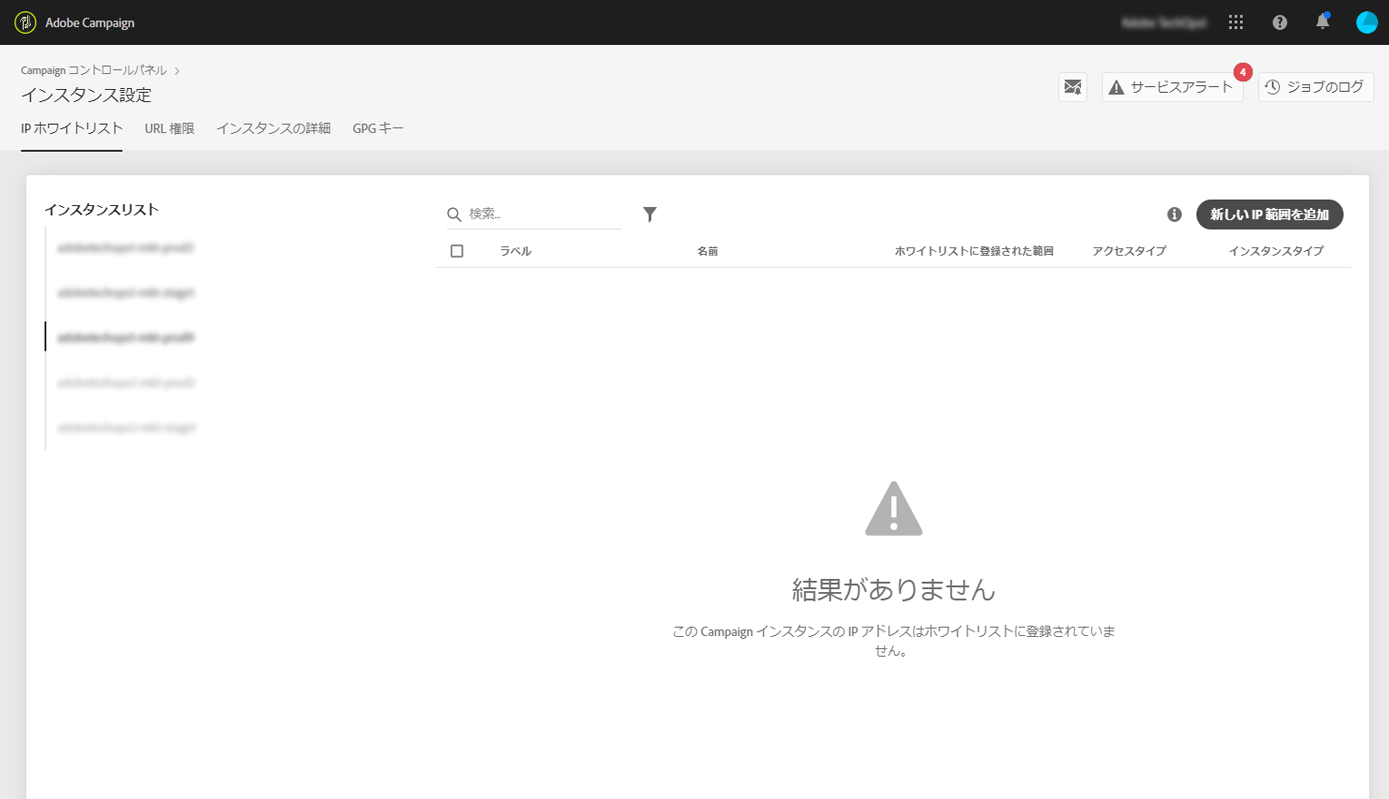 Adobe Campaign
Campaign コントロールパネル
インスタンス設定
4
サービスアラート
ジョブのログ
IP ホワイトリスト
URL 権限
インスタンスの詳細
GPG キー
インスタンスリスト
検索...
新しい IP 範囲を追加
ラベル
名前
ホワイトリストに登録された範囲
アクセスタイプ
インスタンスタイプ
結果がありません
この Campaign インスタンスの IP アドレスはホワイトリストに登録されていま
せん。